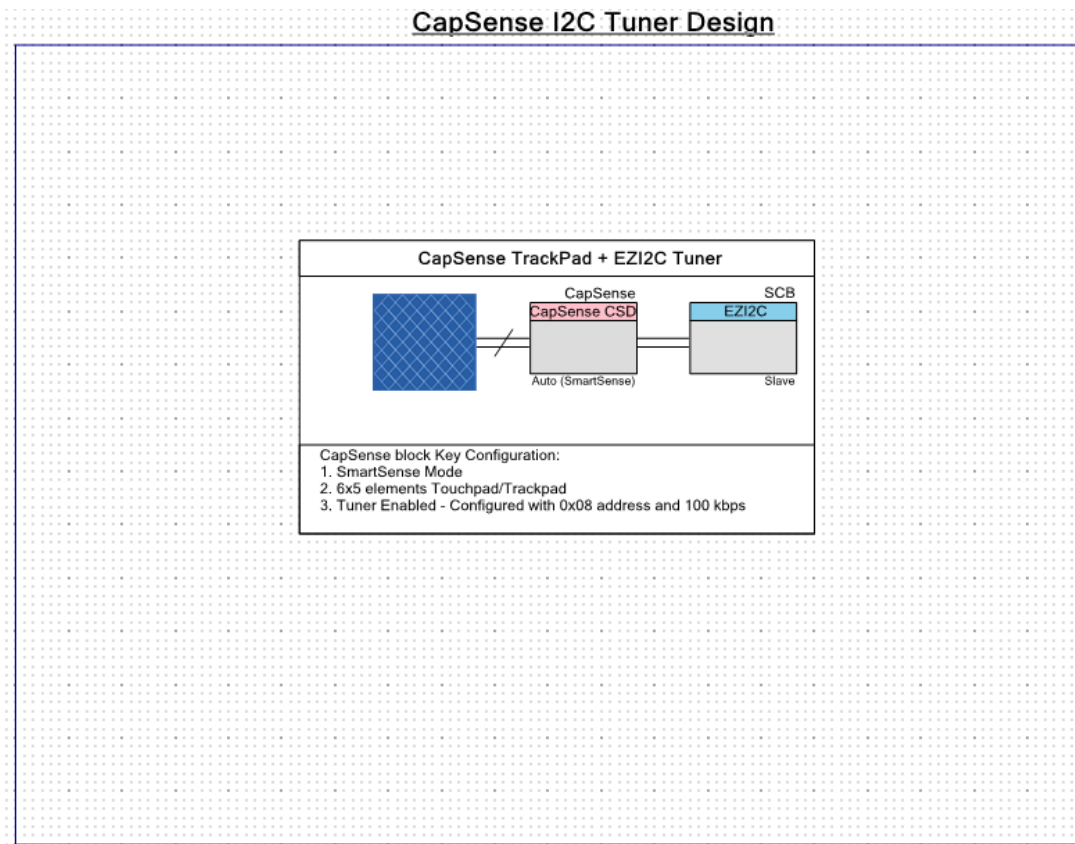 CapSense I2C Tuner Design
CapSense TrackPad + EZI2C Tuner
CapSense
SCB
CapSense CSD
EZI2C
Auto (SmartSense)
Slave
CapSense block Key Configuration:
1. SmartSense Mode
2. 6x5 elements Touchpad/Trackpad
3. Tuner Enabled - Configured with 0x08 address and 100 kbps